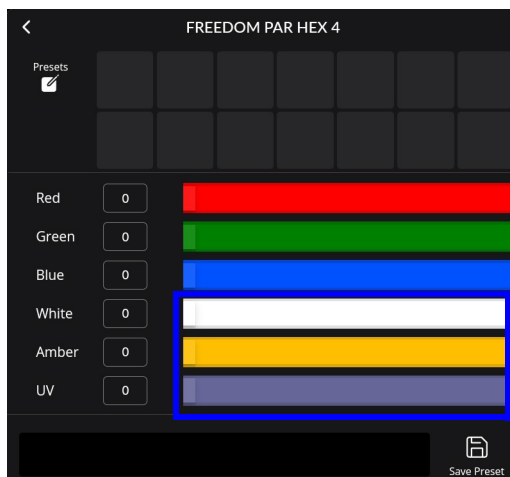 FREEDOM PAR HEX 4
Presets
Red 0
Green 0
Blue 0
White 0
Amber 0
UV 0
Save Preset